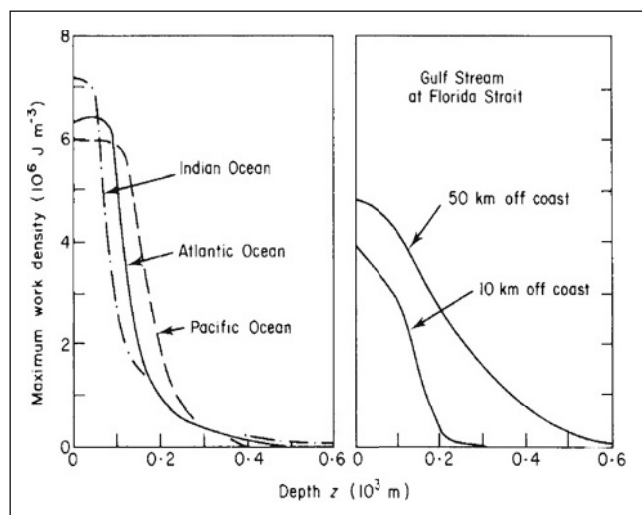 Maximum work density (10⁶ J m⁻³)
8
6
4
2
0
Indian Ocean
Atlantic Ocean
Pacific Ocean
0
0·2
0·4
0·6
Gulf Stream
at Florida Strait
50 km off coast
10 km off coast
0
0·2
0·4
0·6
Depth z (10³ m)